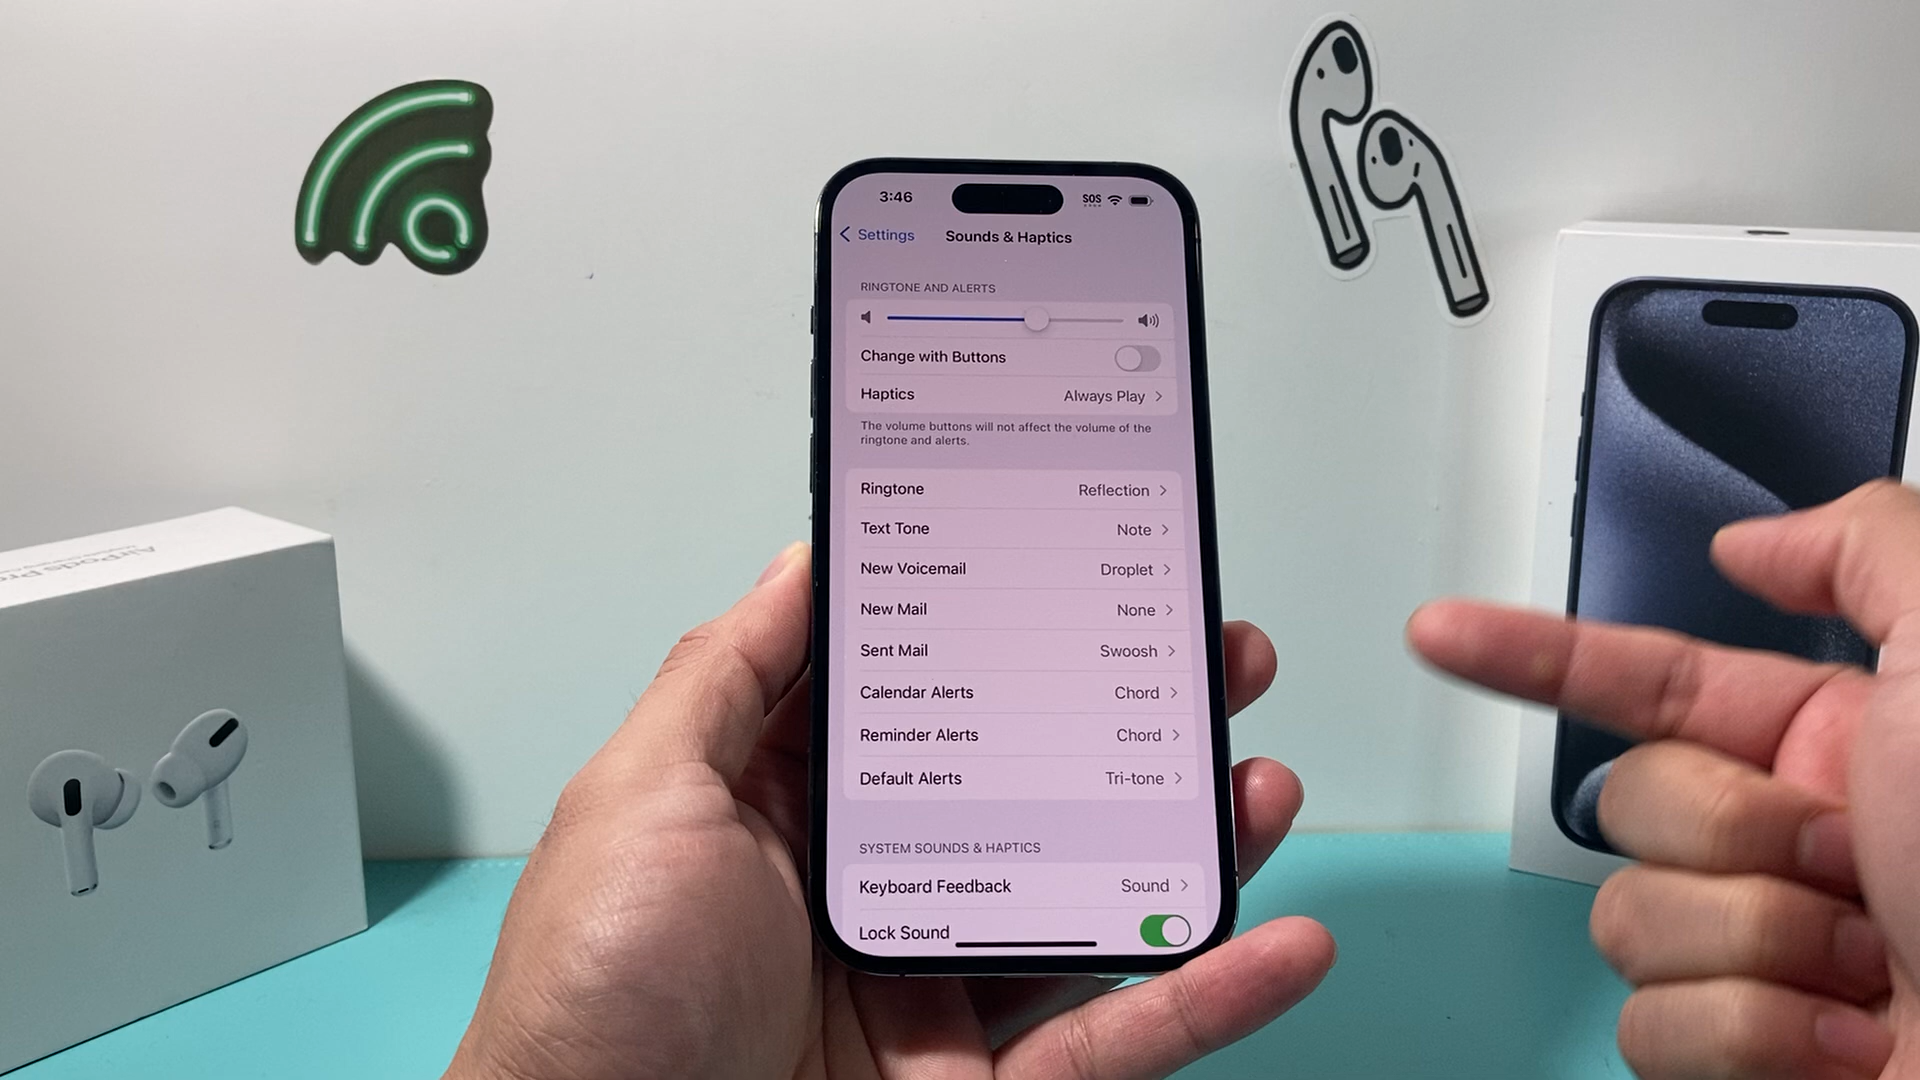 3:46 SOS
Settings Sounds & Haptics
RINGTONE AND ALERTS
Change with Buttons
Haptics Always Play
The volume buttons will not affect the volume of the
ringtone and alerts.
Ringtone Reflection
Text Tone Note
New Voicemail Droplet
New Mail None
Sent Mail Swoosh
Calendar Alerts Chord
Reminder Alerts Chord
Default Alerts Tri-tone
SYSTEM SOUNDS & HAPTICS
Keyboard Feedback Sound
Lock Sound
AirPods Pro